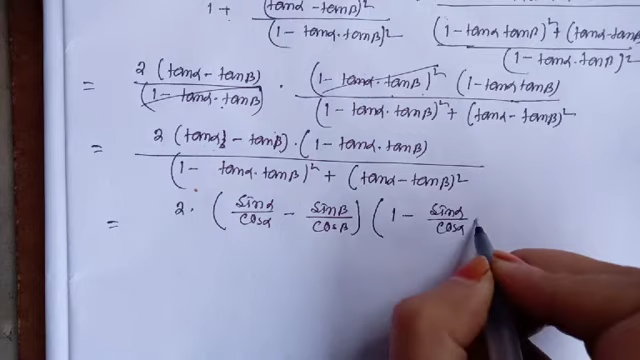 1 + (tanα - tanβ)² / (1 - tanα·tanβ)²    (1 - tanα tanβ)² + (tanα - tanβ / (1 - tanα·tanβ)²
= 2 (tanα - tanβ) / (1 - tanα·tanβ) · (1 - tanα·tanβ)² (1 - tanα tanβ) / (1 - tanα·tanβ)² + (tanα - tanβ)²
= 2 (tanα - tanβ) · (1 - tanα·tanβ) / (1 - tanα·tanβ)² + (tanα - tanβ)²
= 2 · (sinα/cosα - sinβ/cosβ) (1 - sinα/cosα